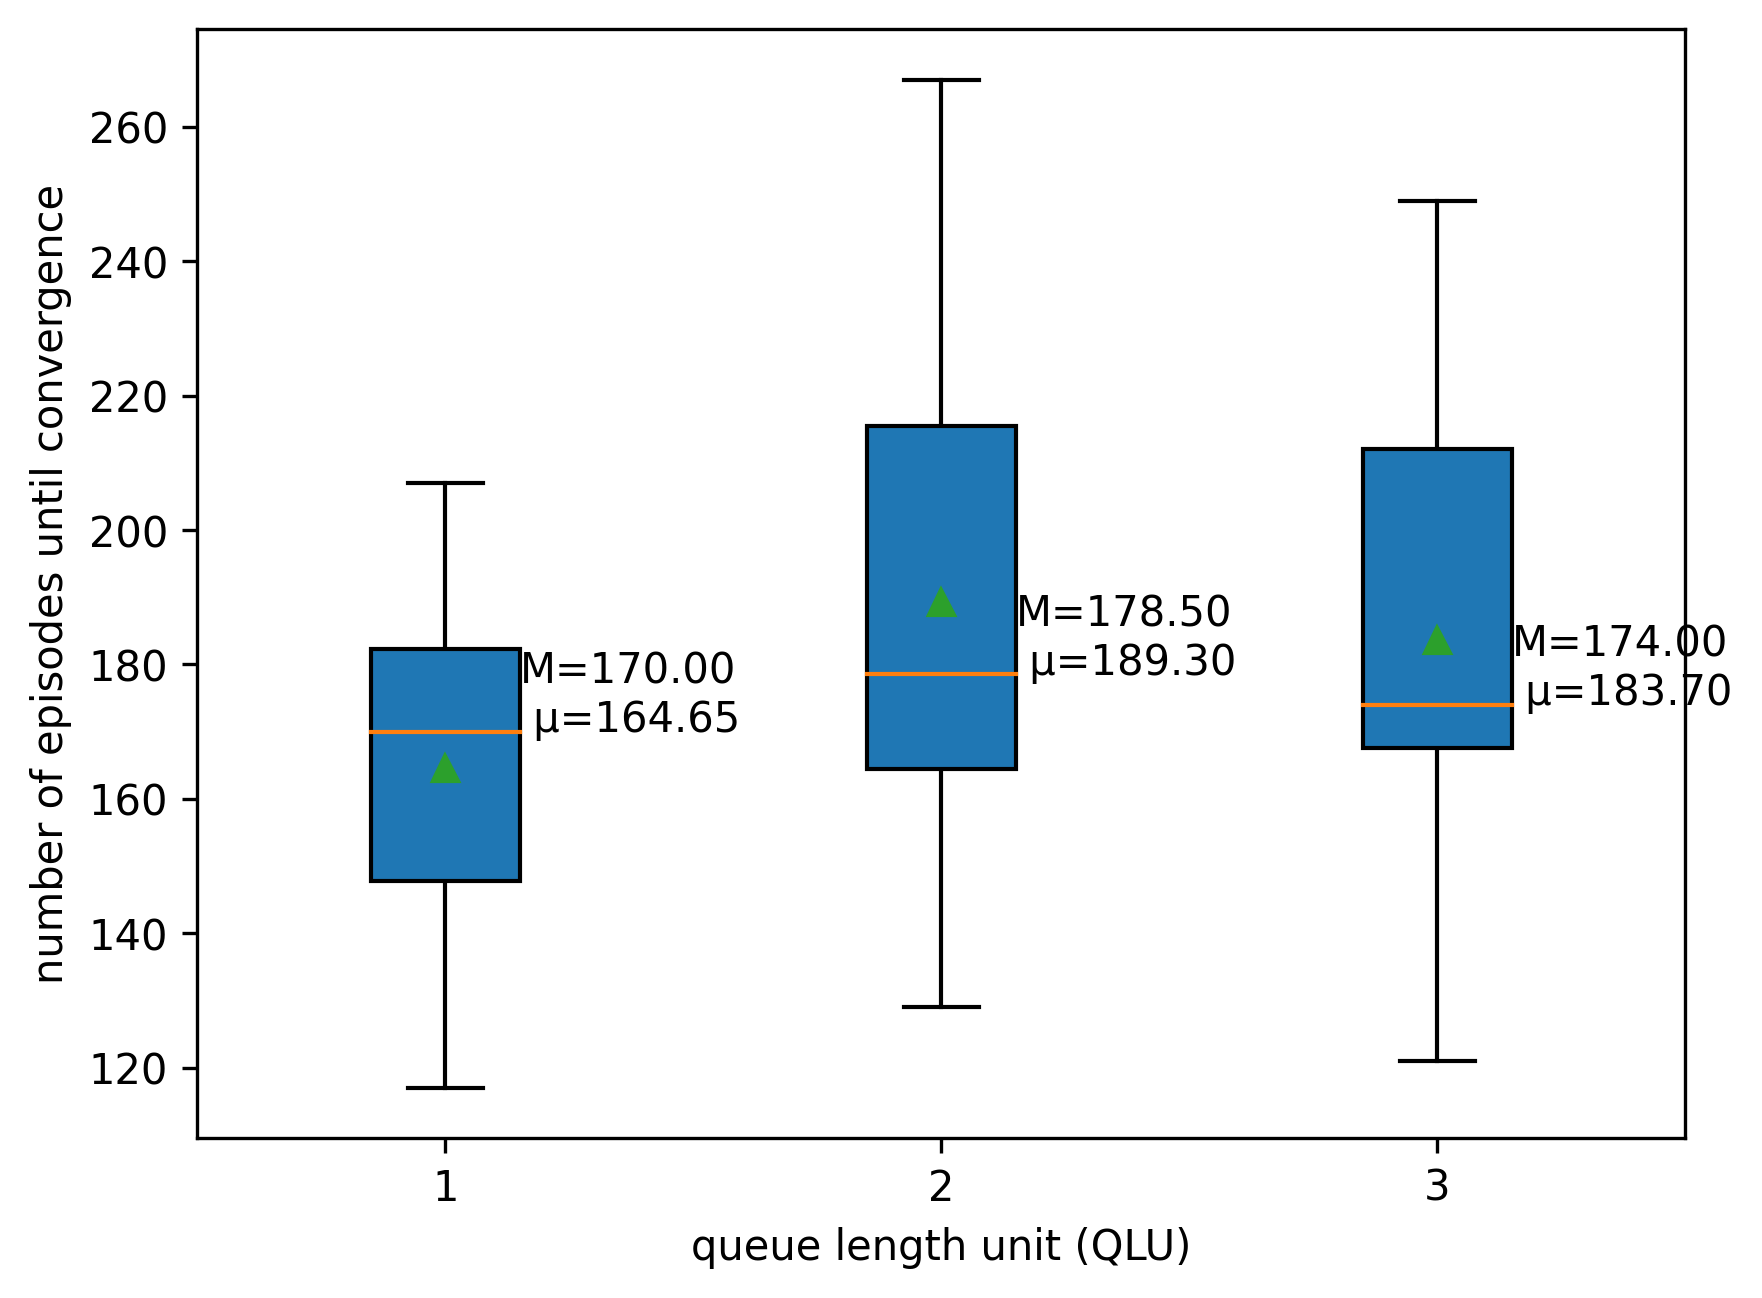 number of episodes until convergence
260
240
220
200
180
160
140
120
M=170.00
μ=164.65
M=178.50
μ=189.30
M=174.00
μ=183.70
1
2
3
queue length unit (QLU)